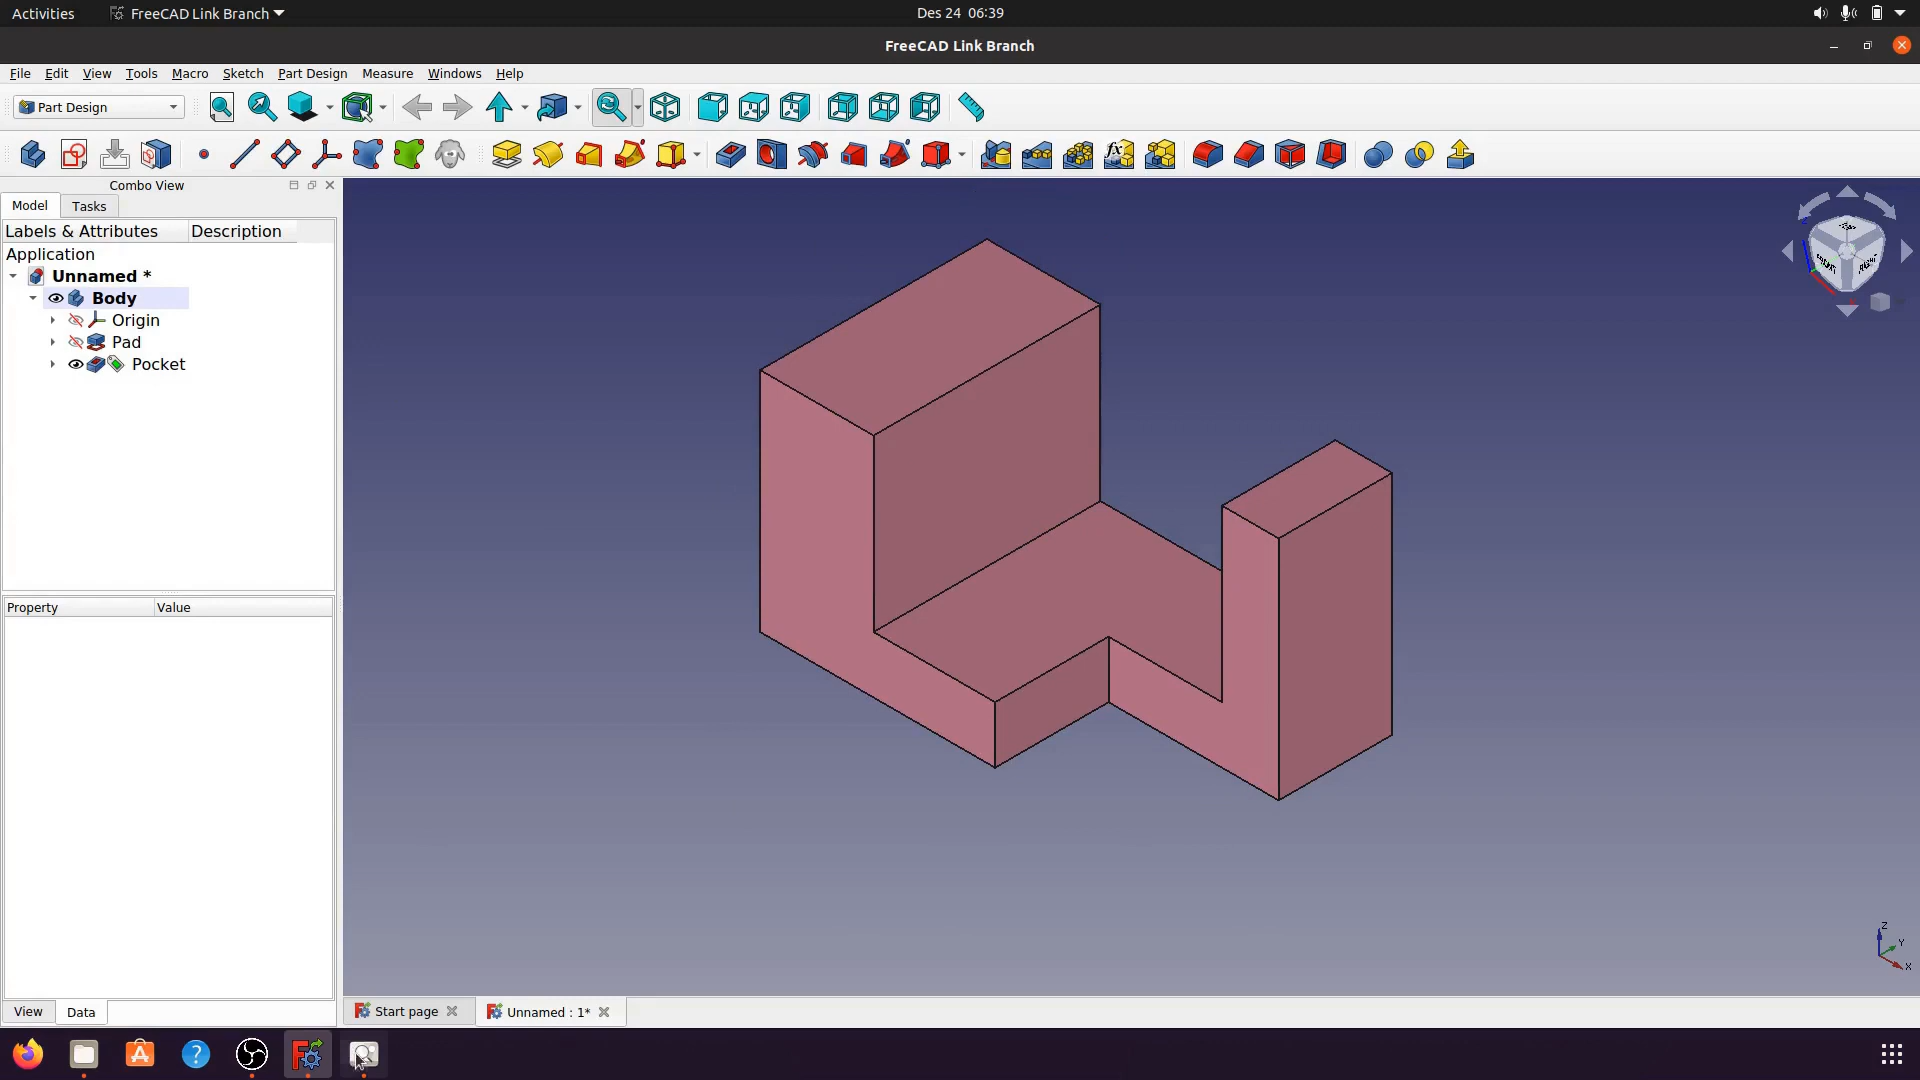 Activities FreeCAD Link Branch Des 24 06:39
FreeCAD Link Branch
File Edit View Tools Macro Sketch Part Design Measure Windows Help
Part Design
Combo View
Model Tasks
Labels & Attributes Description
Application
Unnamed *
Body
Origin
Pad
Pocket
Property Value
View Data
Start page Unnamed : 1*
FRONT
RIGHT
Z
Y
X